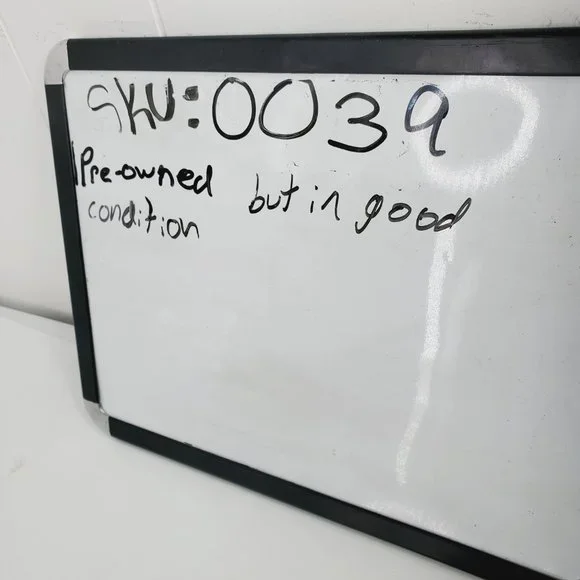 SKU:0039
Pre-owned but in good
condition